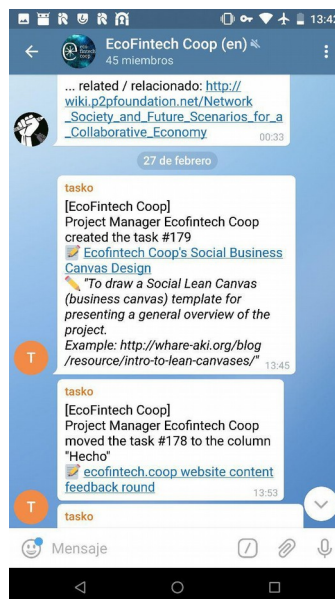 13:42
EcoFintech Coop (en)
45 miembros
... related / relacionado: http://
wiki.p2pfoundation.net/Network
_Society_and_Future_Scenarios_for_a
_Collaborative_Economy
00:33
27 de febrero
tasko
[EcoFintech Coop]
Project Manager Ecofintech Coop
created the task #179
Ecofintech Coop's Social Business
Canvas Design
"To draw a Social Lean Canvas
(business canvas) template for
presenting a general overview of the
project.
Example: http://whare-aki.org/blog
/resource/intro-to-lean-canvases/"
13:45
T
tasko
[EcoFintech Coop]
Project Manager Ecofintech Coop
moved the task #178 to the column
"Hecho"
ecofintech.coop website content
feedback round
13:53
T
tasko
Mensaje